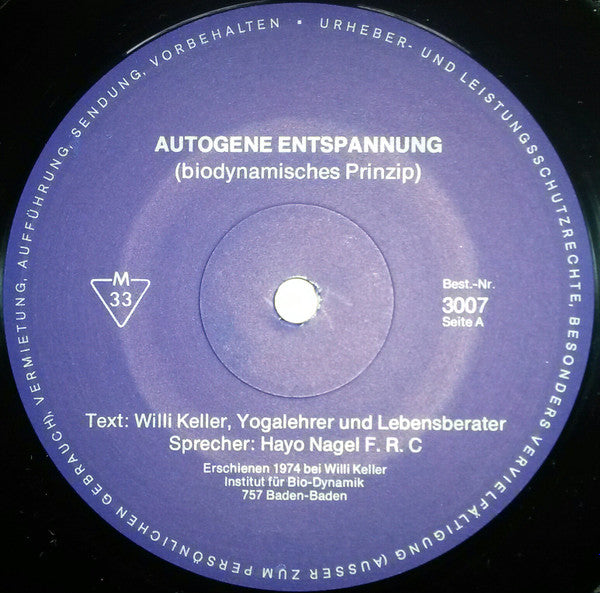 URHEBER- UND LEISTUNGSSCHUTZRECHTE, BESONDERS VERVIELFÄLTIGUNG (AUSSER ZUM PERSÖNLICHEN GEBRAUCH), VERMIETUNG, AUFFÜHRUNG, SENDUNG, VORBEHALTEN •
AUTOGENE ENTSPANNUNG
(biodynamisches Prinzip)
M
33
Best.-Nr.
3007
Seite A
Text: Willi Keller, Yogalehrer und Lebensberater
Sprecher: Hayo Nagel F. R. C
Erschienen 1974 bei Willi Keller
Institut für Bio-Dynamik
757 Baden-Baden